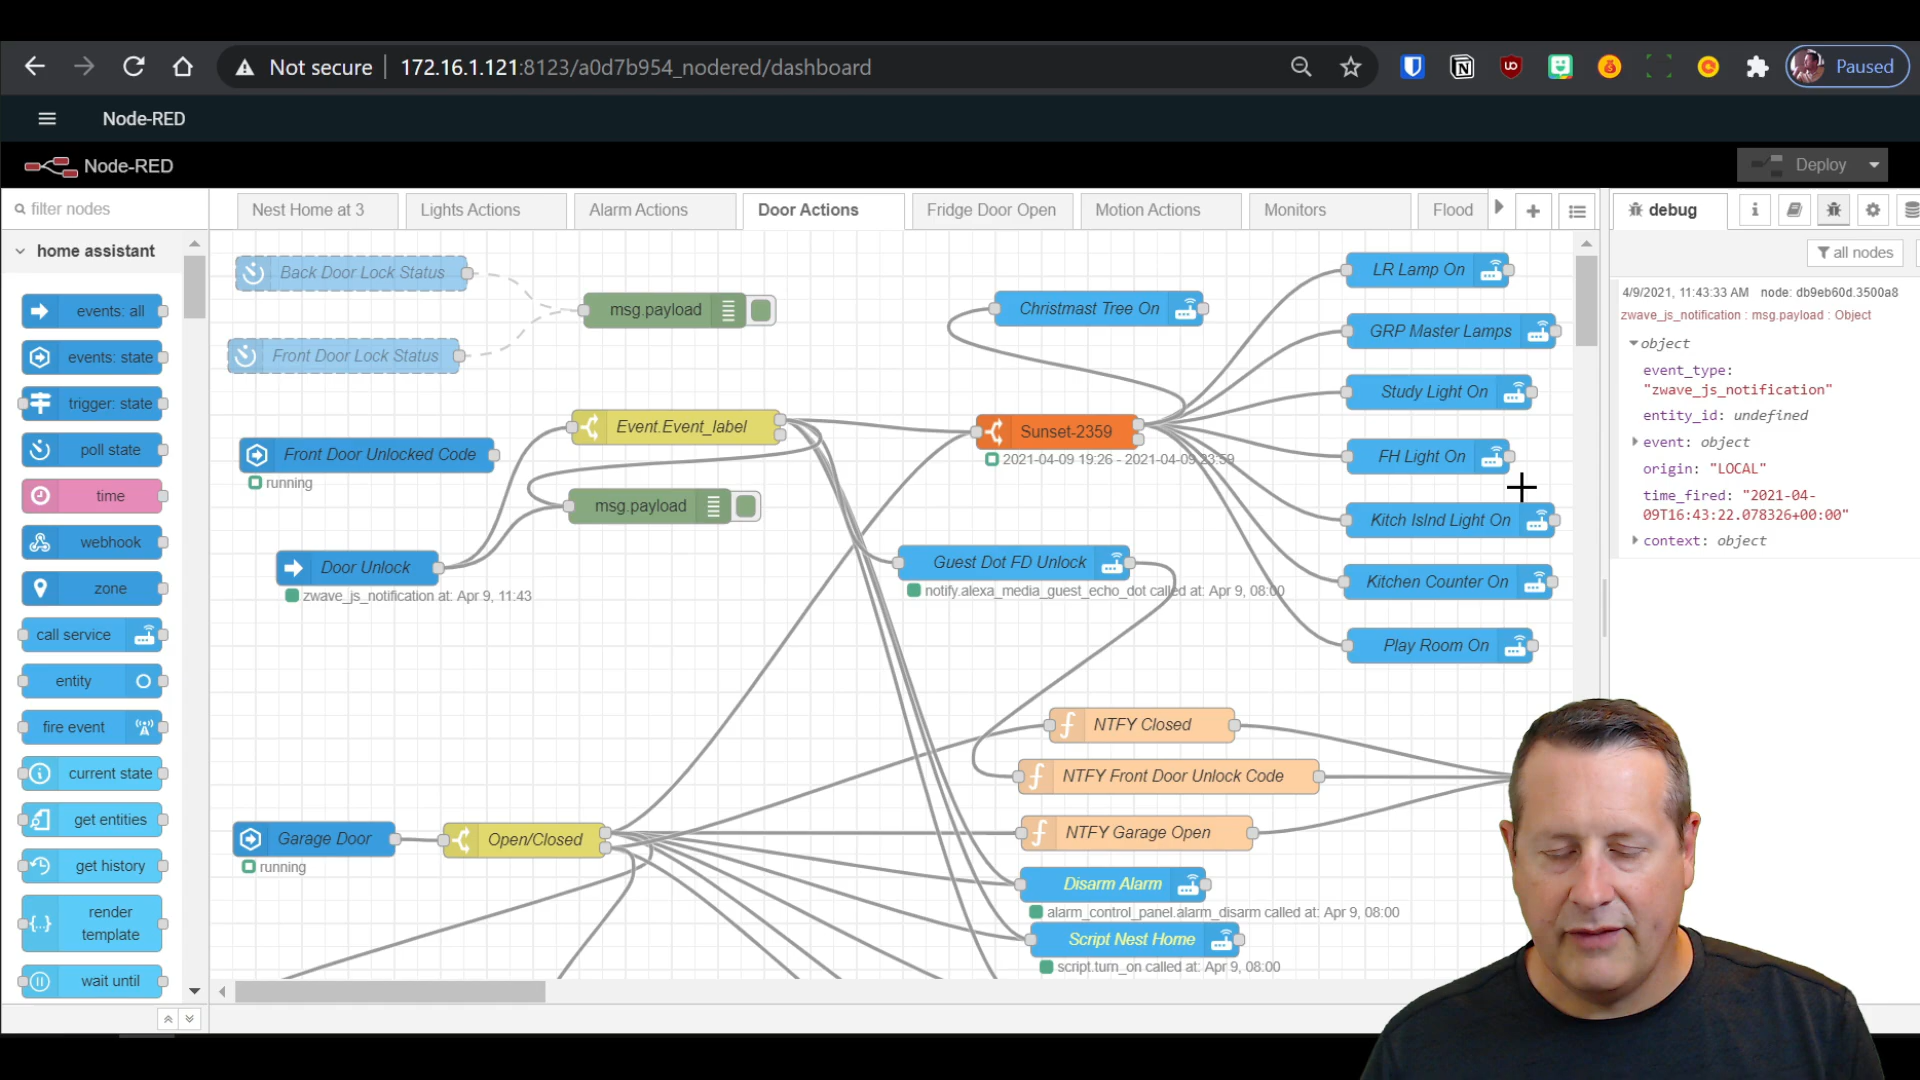 Not secure
172.16.1.121:8123/a0d7b954_nodered/dashboard
Paused
Node-RED
Node-RED
Deploy
filter nodes
Nest Home at 3
Lights Actions
Alarm Actions
Door Actions
Fridge Door Open
Motion Actions
Monitors
Flood
debug
all nodes
home assistant
events: all
events: state
trigger: state
poll state
time
webhook
zone
call service
entity
fire event
current state
get entities
get history
render
template
wait until
Back Door Lock Status
msg.payload
Front Door Lock Status
Christmast Tree On
LR Lamp On
GRP Master Lamps
Study Light On
Event.Event_label
Sunset-2359
2021-04-09 19:26 - 2021-04-09 23:59
Front Door Unlocked Code
running
FH Light On
msg.payload
Kitch Islnd Light On
Door Unlock
zwave_js_notification at: Apr 9, 11:43
Guest Dot FD Unlock
notify.alexa_media_guest_echo_dot called at: Apr 9, 08:00
Kitchen Counter On
Play Room On
NTFY Closed
NTFY Front Door Unlock Code
Garage Door
running
Open/Closed
NTFY Garage Open
Disarm Alarm
alarm_control_panel.alarm_disarm called at: Apr 9, 08:00
Script Nest Home
script.turn_on called at: Apr 9, 08:00
4/9/2021, 11:43:33 AM node: db9eb60d.3500a8
zwave_js_notification : msg.payload : Object
object
event_type:
"zwave_js_notification"
entity_id: undefined
event: object
origin: "LOCAL"
time_fired: "2021-04-
09T16:43:22.078326+00:00"
context: object